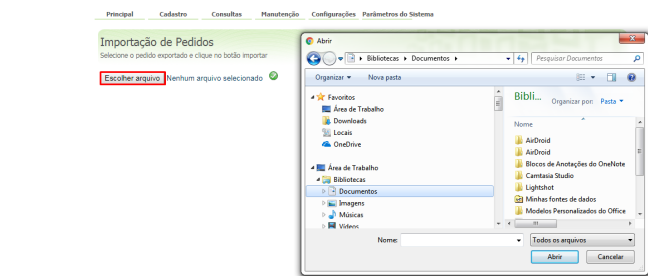 Principal Cadastro Consultas Manutenção Configurações Parâmetros do Sistema
Importação de Pedidos
Selecione o pedido exportado e clique no botão importar
Escolher arquivo Nenhum arquivo selecionado
Abrir
Bibliotecas Documentos
Pesquisar Documentos
Organizar Nova pasta
Favoritos
Área de Trabalho
Downloads
Locais
OneDrive
Área de Trabalho
Bibliotecas
Documentos
Imagens
Músicas
Vídeos
Bibli... Organizar por: Pasta
Nome
AirDroid
AirDroid
Blocos de Anotações do OneNote
Camtasia Studio
Lightshot
Minhas fontes de dados
Modelos Personalizados do Office
Nome: Todos os arquivos
Abrir Cancelar